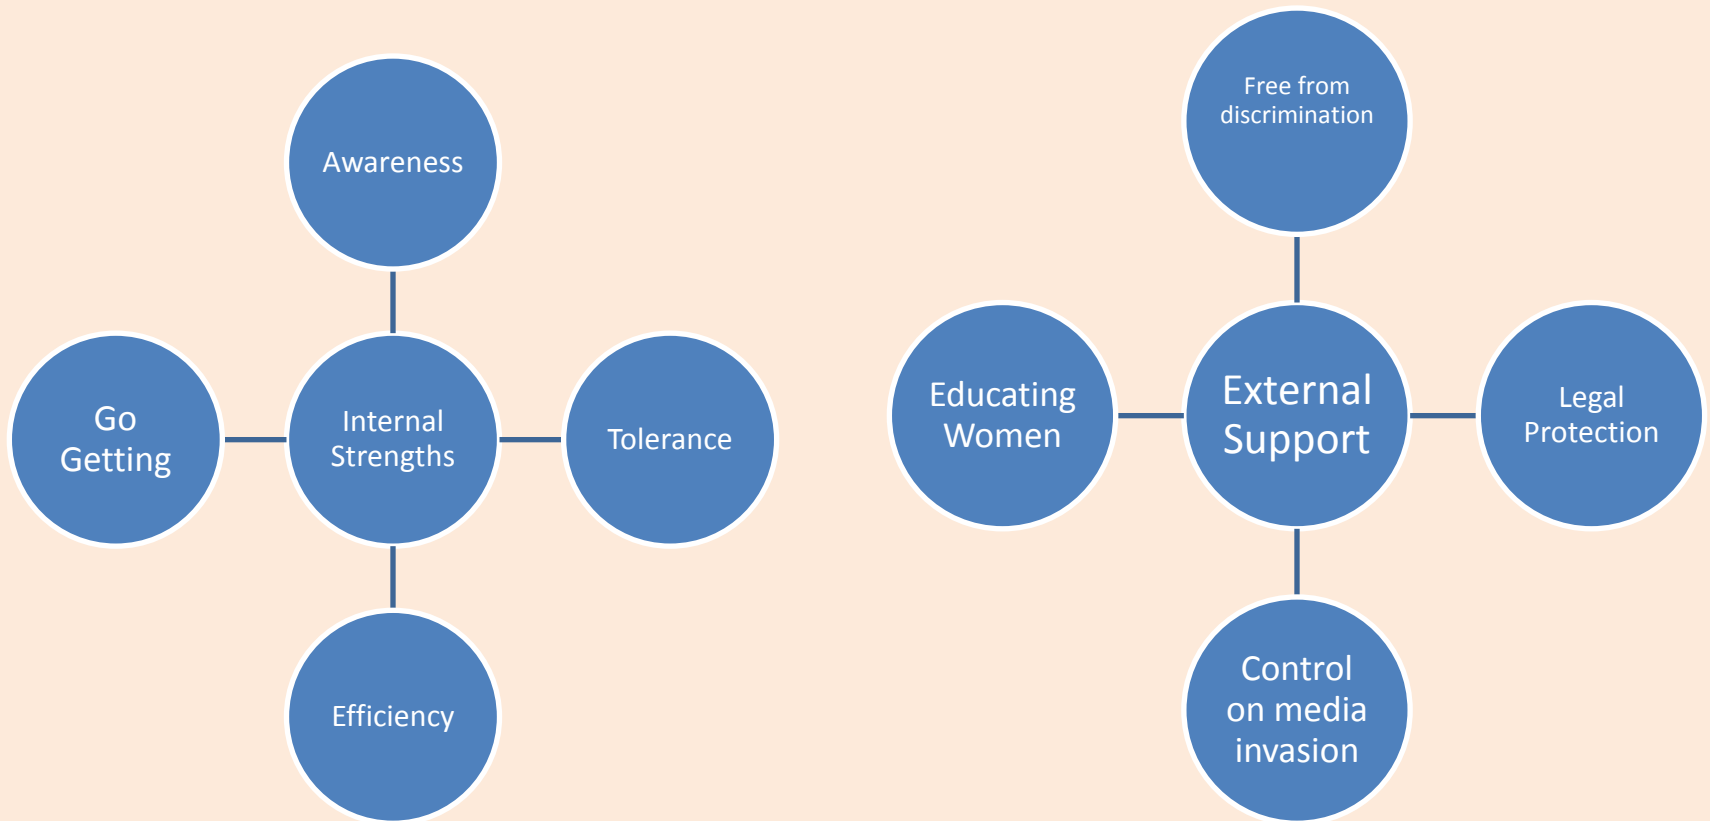 Awareness
Go
Getting
Internal
Strengths
Tolerance
Efficiency
Free from
discrimination
Educating
Women
External
Support
Legal
Protection
Control
on media
invasion